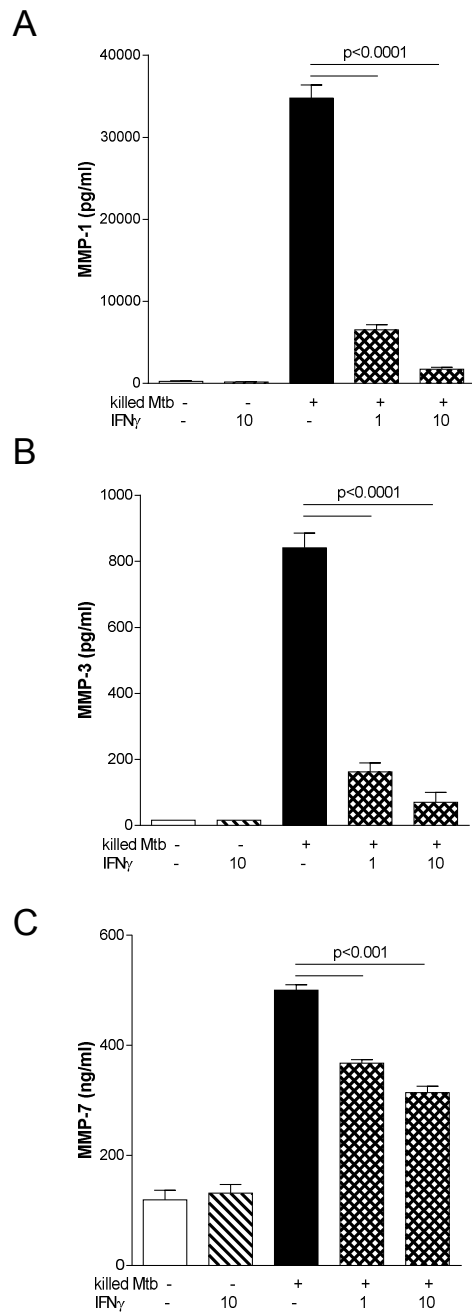 A
p<0.0001
40000
30000
20000
10000
0
MMP-1 (pg/ml)
killed Mtb - - + + +
IFNγ - 10 - 1 10
B
p<0.0001
1000
800
600
400
200
0
MMP-3 (pg/ml)
killed Mtb - - + + +
IFNγ - 10 - 1 10
C
p<0.001
600
400
200
0
MMP-7 (ng/ml)
killed Mtb - - + + +
IFNγ - 10 - 1 10